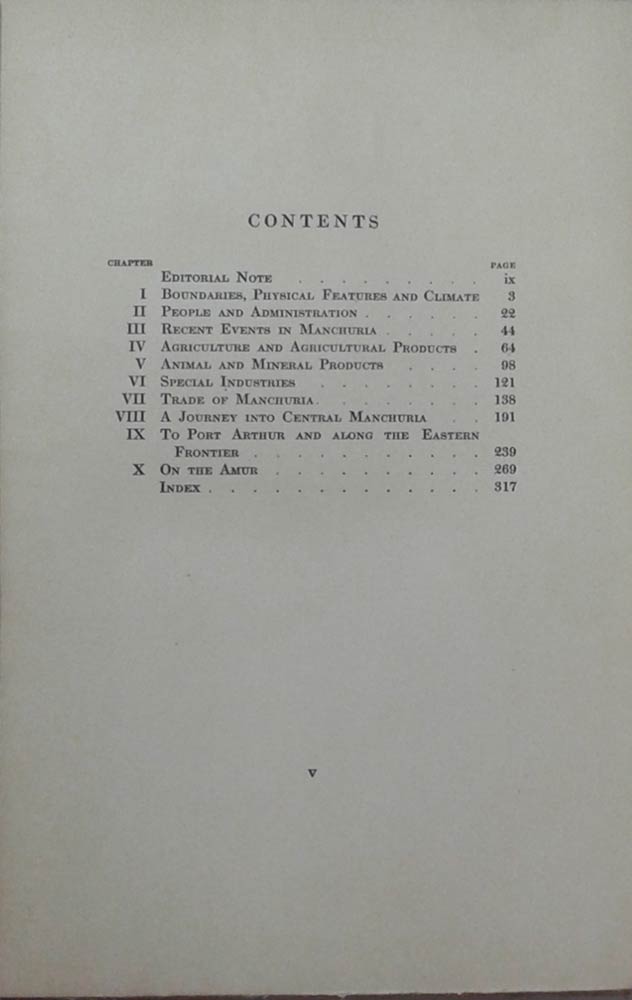 CONTENTS
CHAPTER PAGE
EDITORIAL NOTE . . . . . . . . . ix
I BOUNDARIES, PHYSICAL FEATURES AND CLIMATE 3
II PEOPLE AND ADMINISTRATION . . . . . . 22
III RECENT EVENTS IN MANCHURIA . . . . . 44
IV AGRICULTURE AND AGRICULTURAL PRODUCTS . 64
V ANIMAL AND MINERAL PRODUCTS . . . . 98
VI SPECIAL INDUSTRIES . . . . . . . . 121
VII TRADE OF MANCHURIA . . . . . . . . 138
VIII A JOURNEY INTO CENTRAL MANCHURIA . . 191
IX TO PORT ARTHUR AND ALONG THE EASTERN
FRONTIER . . . . . . . . . . . 239
X ON THE AMUR . . . . . . . . . . 269
INDEX . . . . . . . . . . . . . 317
v